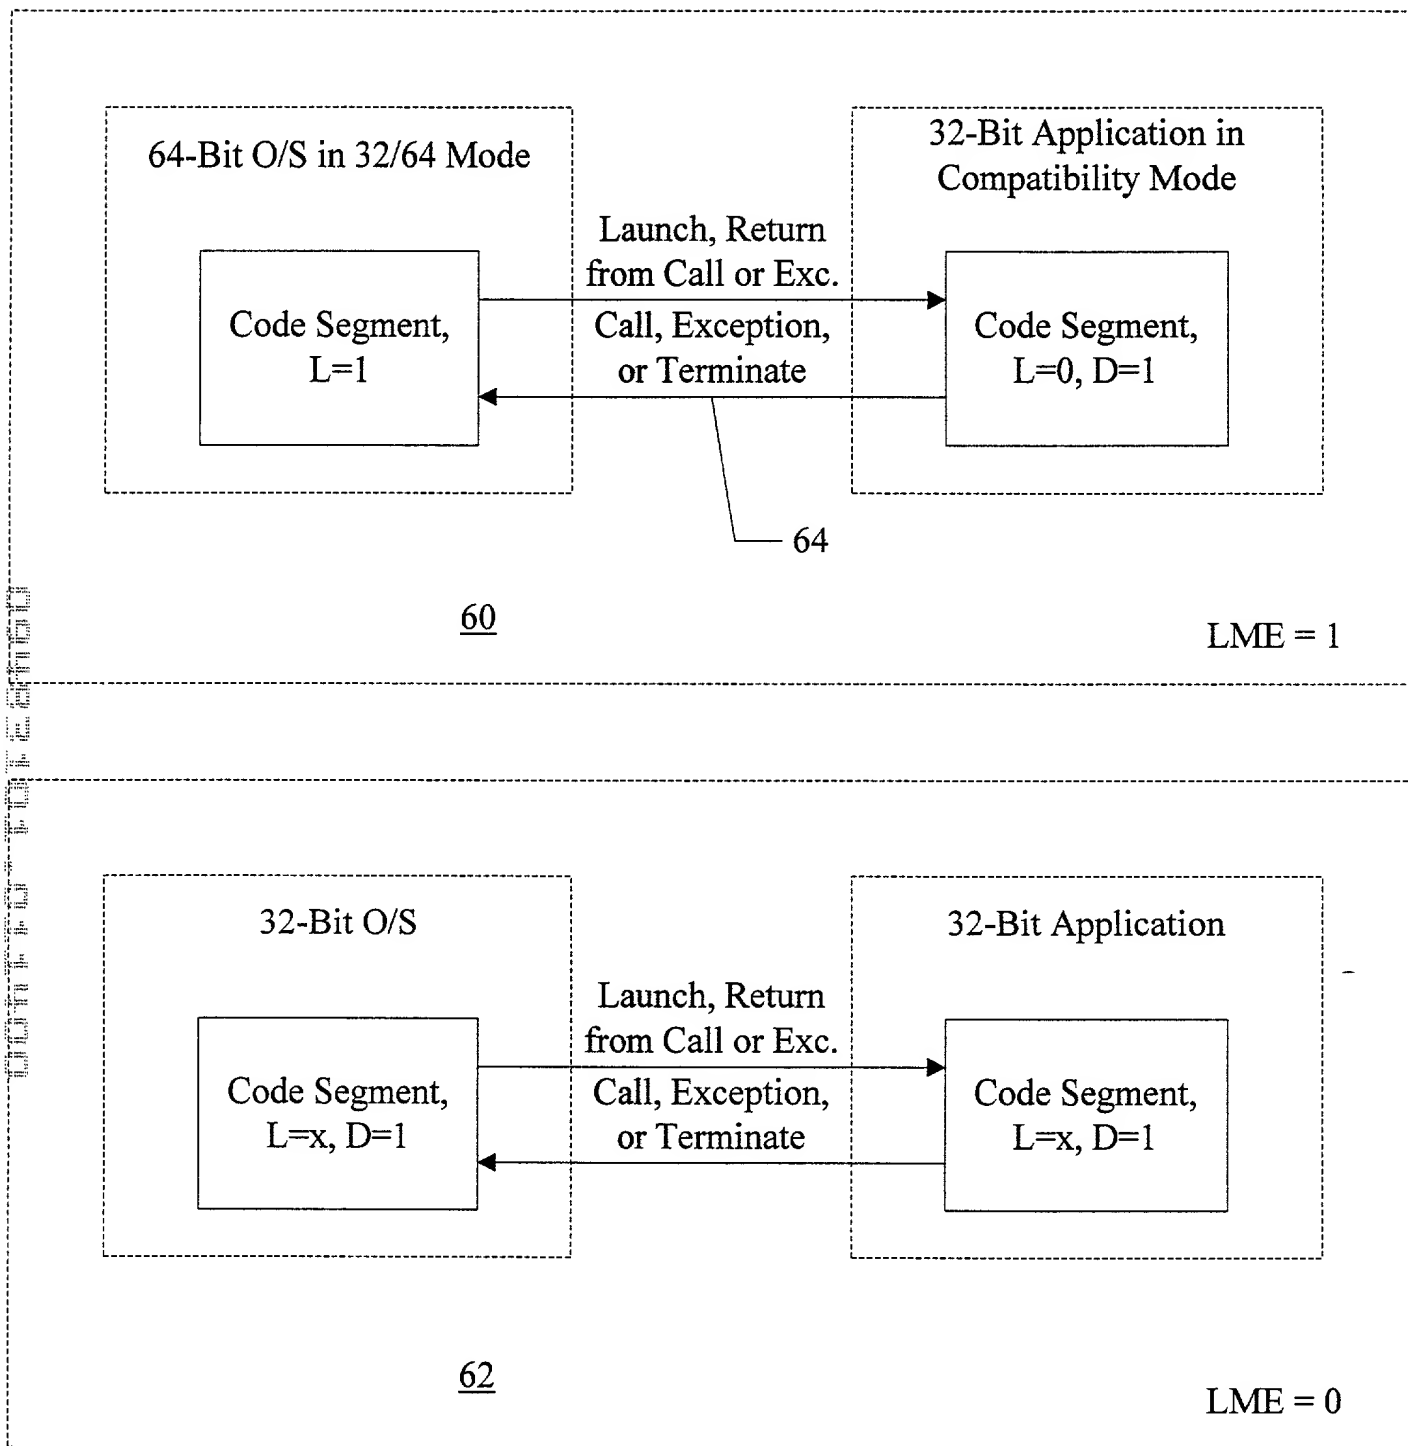 64-Bit O/S in 32/64 Mode
32-Bit Application in
Compatibility Mode
Launch, Return
from Call or Exc.
Code Segment,
L=1
Call, Exception,
or Terminate
Code Segment,
L=0, D=1
64
60
LME = 1
32-Bit O/S
32-Bit Application
Launch, Return
from Call or Exc.
Code Segment,
L=x, D=1
Call, Exception,
or Terminate
Code Segment,
L=x, D=1
62
LME = 0